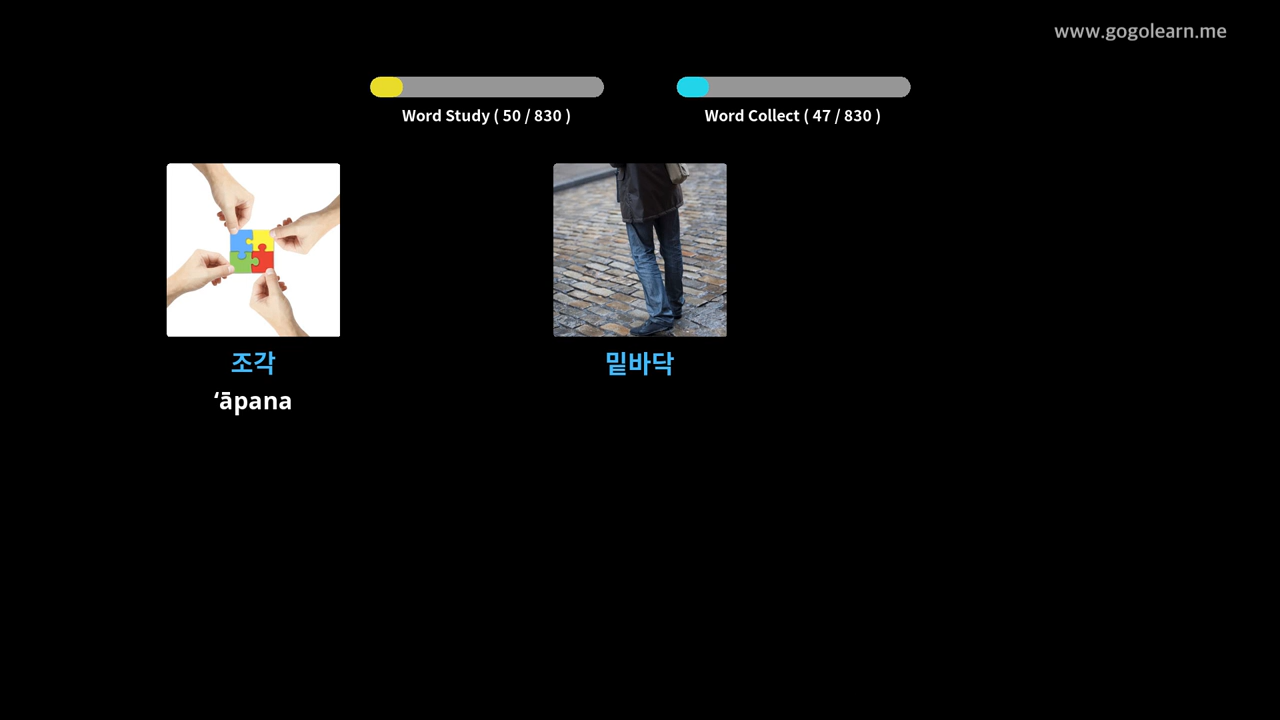 www.gogolearn.me
Word Study ( 50 / 830 )
Word Collect ( 47 / 830 )
조각
ʻāpana
밑바닥